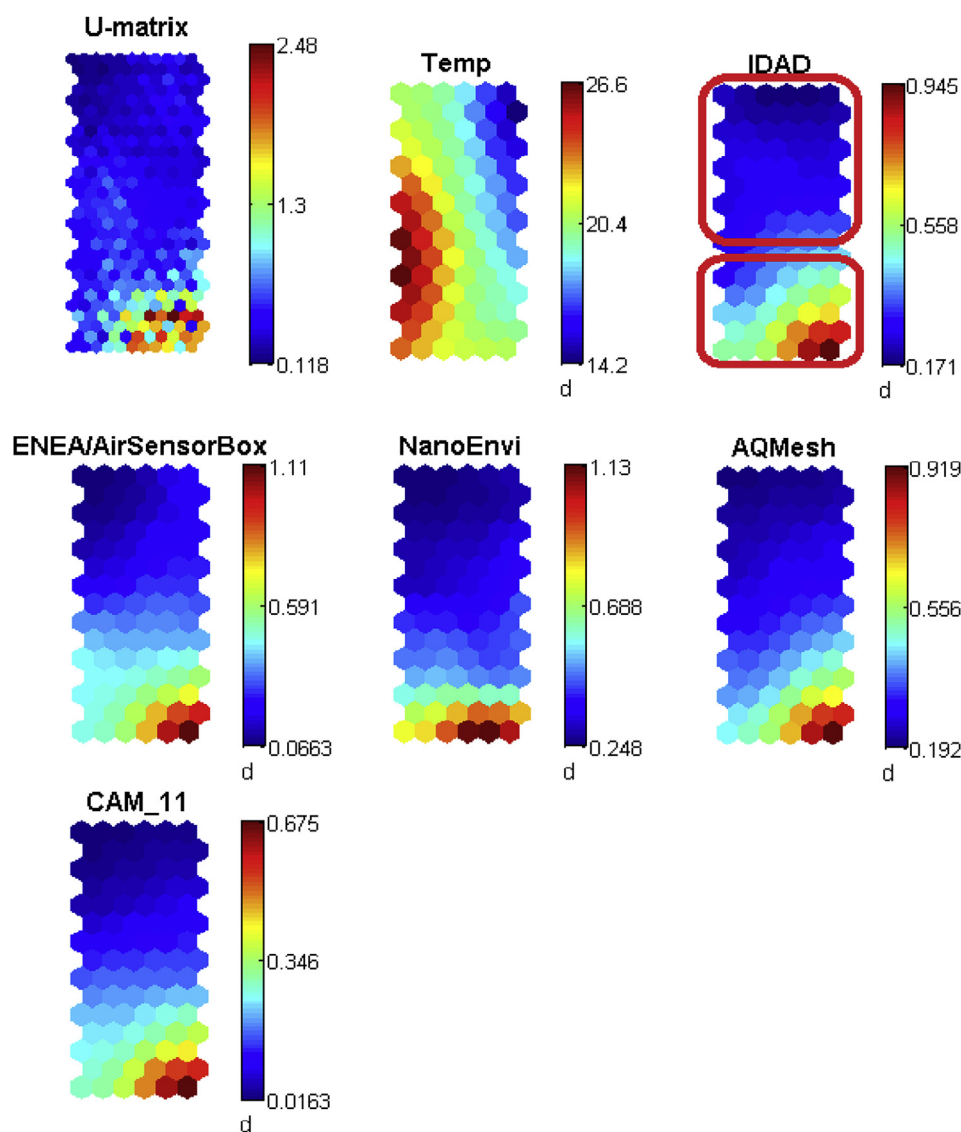 U-matrix
2.48
1.3
0.118
Temp
26.6
20.4
14.2
d
IDAD
0.945
0.558
0.171
d
ENEA/AirSensorBox
1.11
0.591
0.0663
d
NanoEnvi
1.13
0.688
0.248
d
AQMesh
0.919
0.556
0.192
d
CAM_11
0.675
0.346
0.0163
d